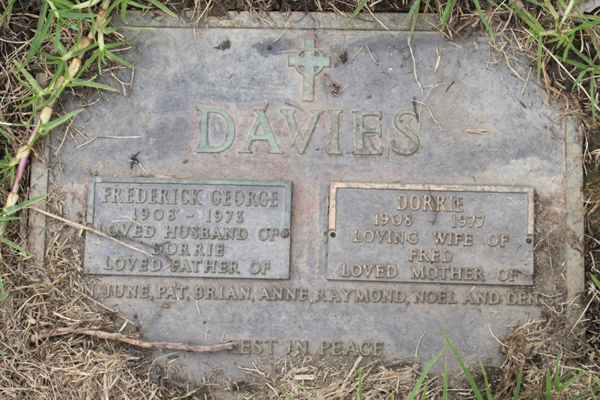 DAVIES
FREDERICK GEORGE
1908 - 1973
LOVED HUSBAND OF
DORRIE
LOVED FATHER OF
DORRIE
1908 - 1977
LOVING WIFE OF
FRED
LOVED MOTHER OF
JUNE, PAT, BRIAN, ANNE, RAYMOND, NOEL AND
REST IN PEACE